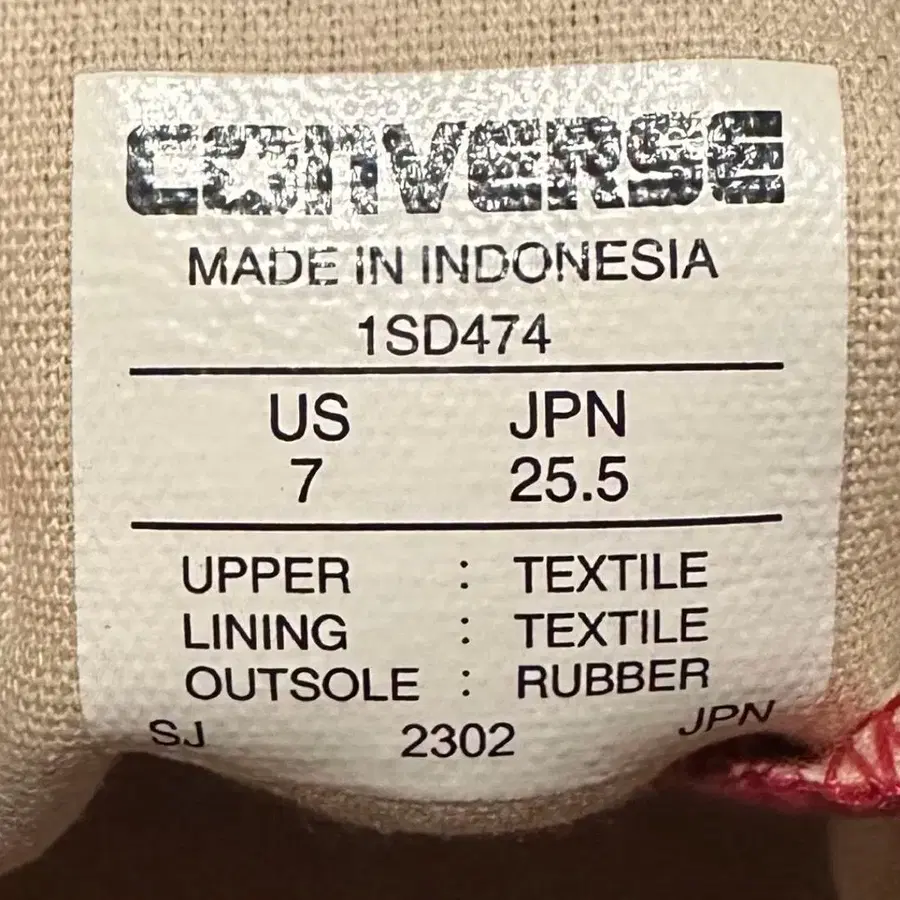 CONVERSE
MADE IN INDONESIA
1SD474
US JPN
7 25.5
UPPER : TEXTILE
LINING : TEXTILE
OUTSOLE : RUBBER
SJ 2302 JPN